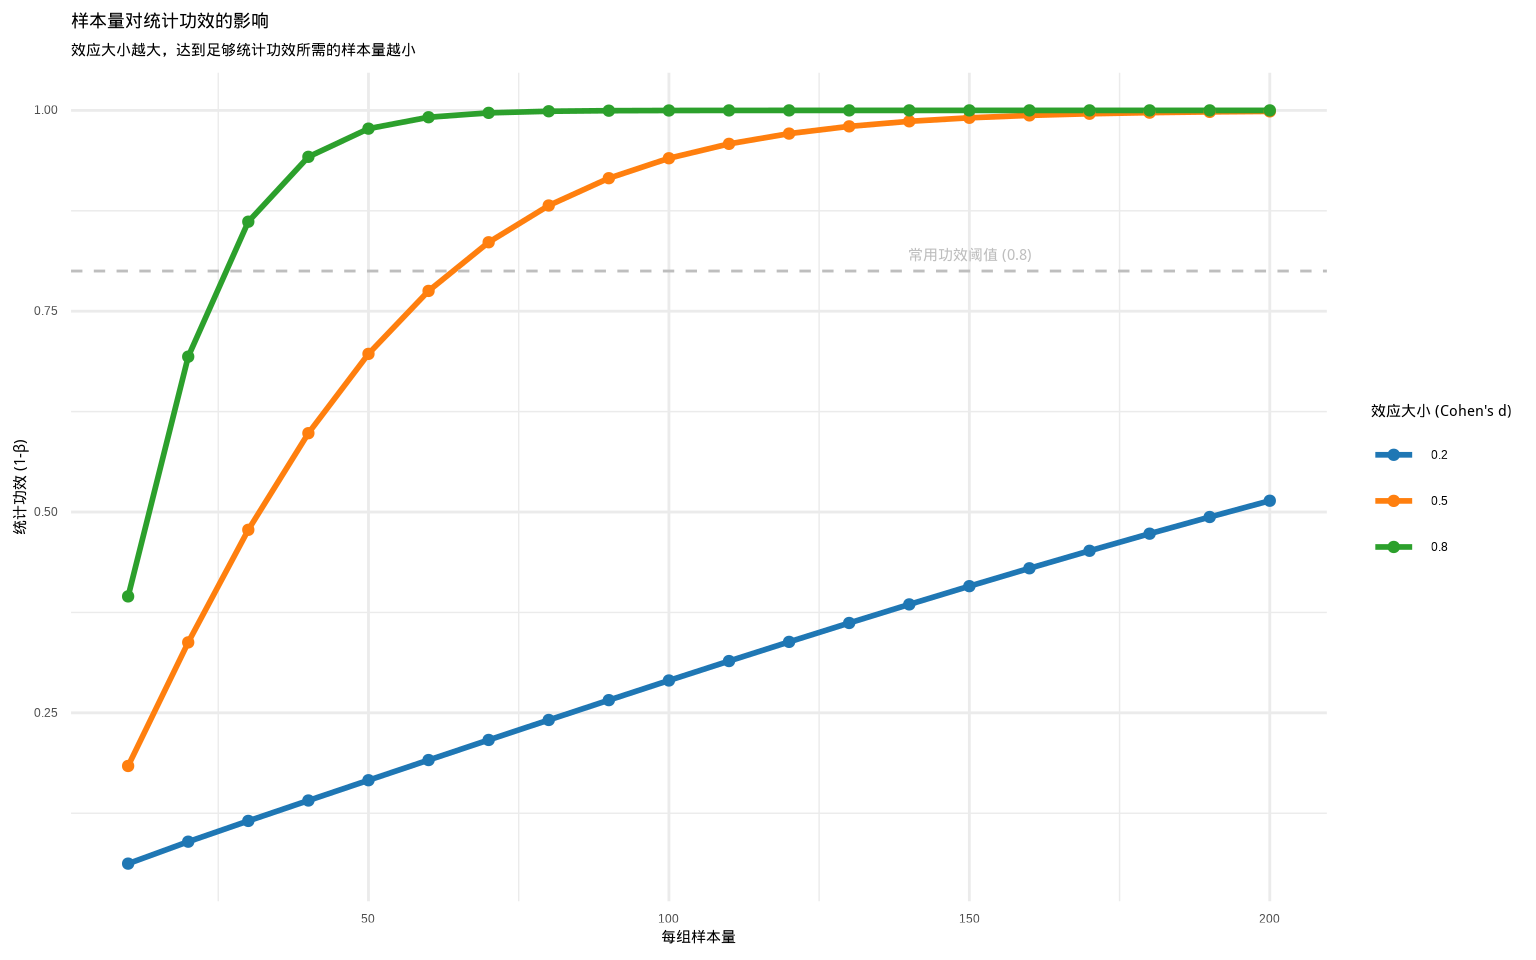 样本量对统计功效的影响
效应大小越大，达到足够统计功效所需的样本量越小
1.00
0.75
0.50
0.25
统计功效 (1-β)
常用功效阈值 (0.8)
50
100
150
200
每组样本量
效应大小 (Cohen's d)
0.2
0.5
0.8